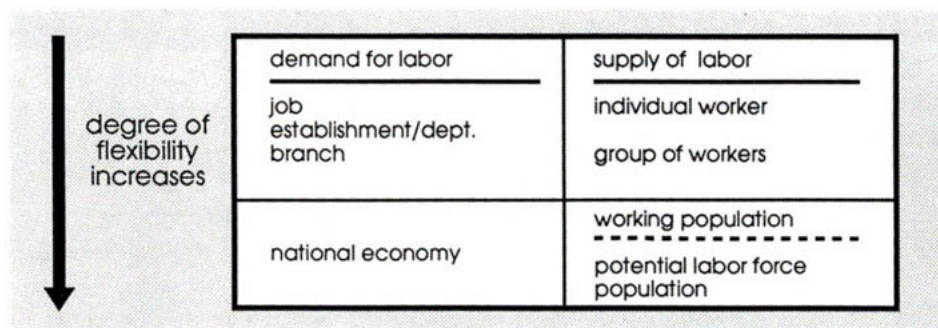 degree of
flexibility
increases
demand for labor
job
establishment/dept.
branch
supply of labor
individual worker
group of workers
national economy
working population
potential labor force
population